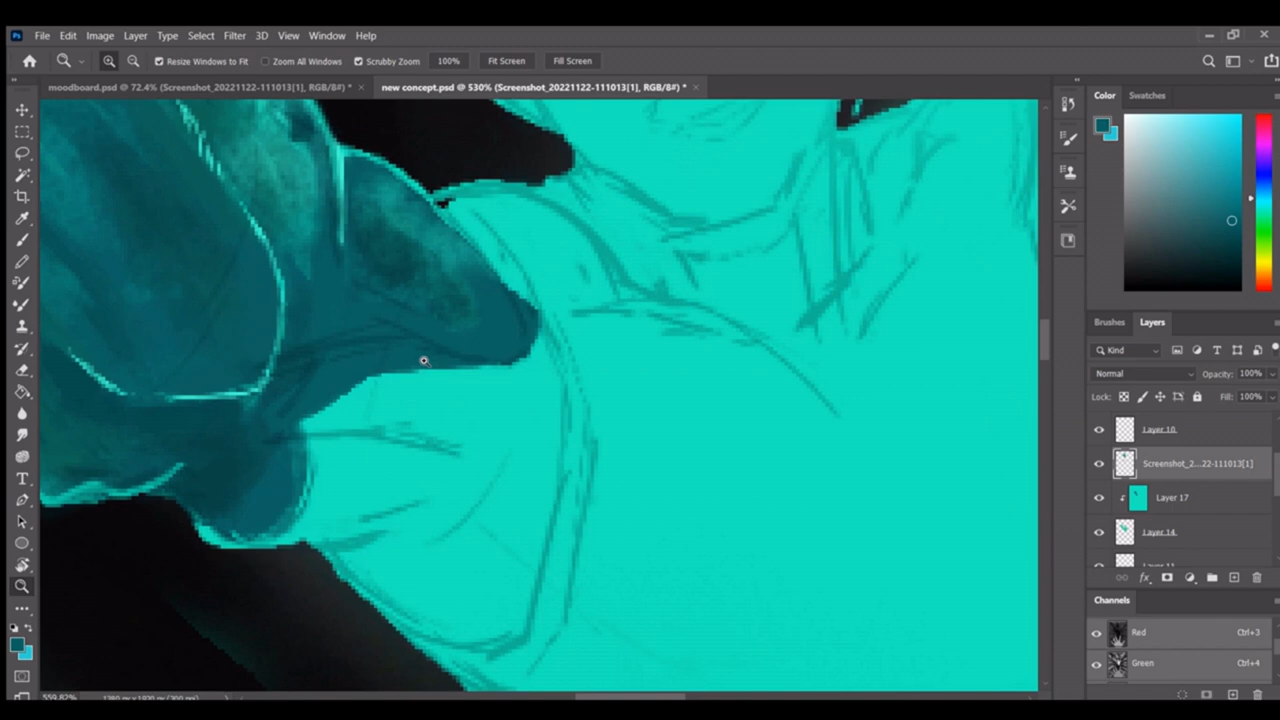 Ps File Edit Image Layer Type Select Filter 3D View Window Help
Resize Windows to Fit Zoom All Windows Scrubby Zoom 100% Fit Screen Fill Screen
moodboard.psd @ 72.4% (Screenshot_20221122-111013[1], RGB/8#) * × new concept.psd @ 530% (Screenshot_20221122-111013[1], RGB/8#) * ×
Color Swatches
Brushes Layers
Kind
Normal Opacity: 100%
Lock: Fill: 100%
Layer 10
Screenshot_2...22-111013[1]
Layer 17
Layer 14
Channels
Red Ctrl+3
Green Ctrl+4
559.82%